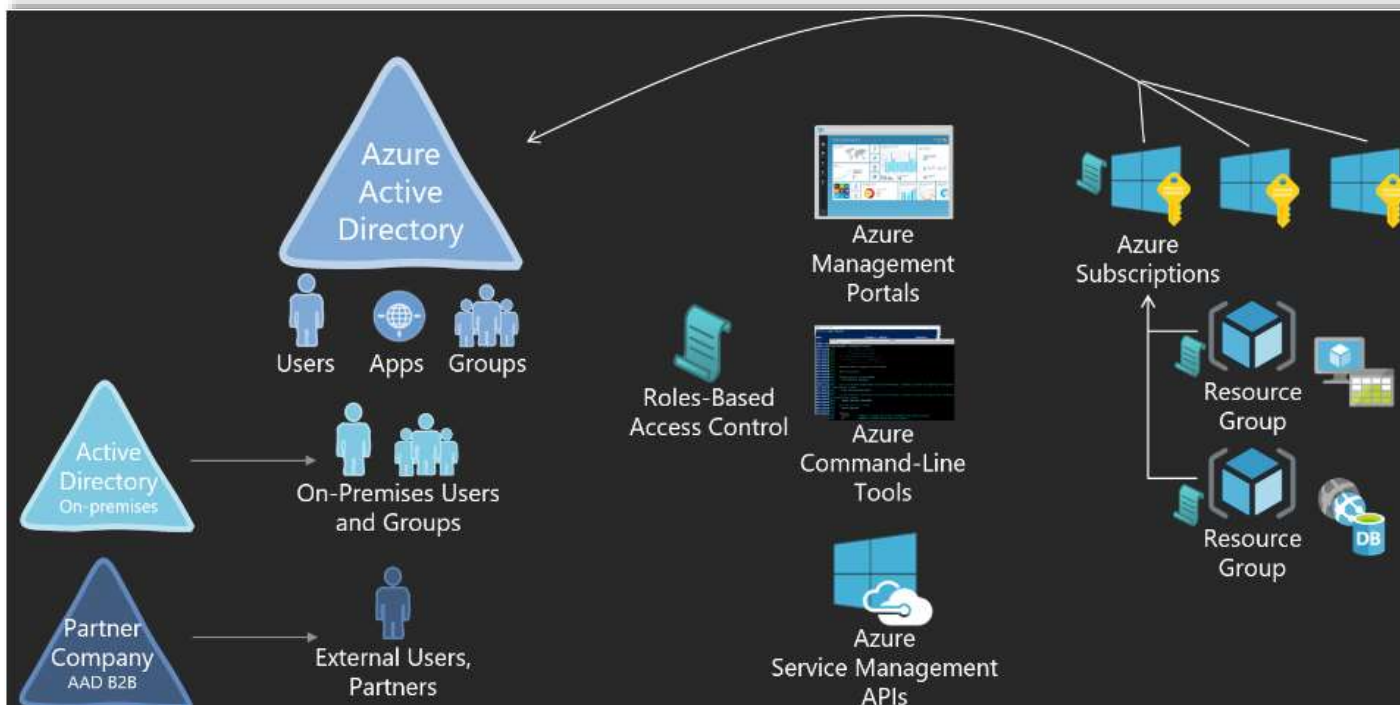 Azure
Active
Directory
Users
Apps
Groups
Active
Directory
On-premises
On-Premises Users
and Groups
Partner
Company
AAD B2B
External Users,
Partners
Roles-Based
Access Control
Azure
Management
Portals
Azure
Command-Line
Tools
Azure
Service Management
APIs
Azure
Subscriptions
Resource
Group
Resource
Group
DB